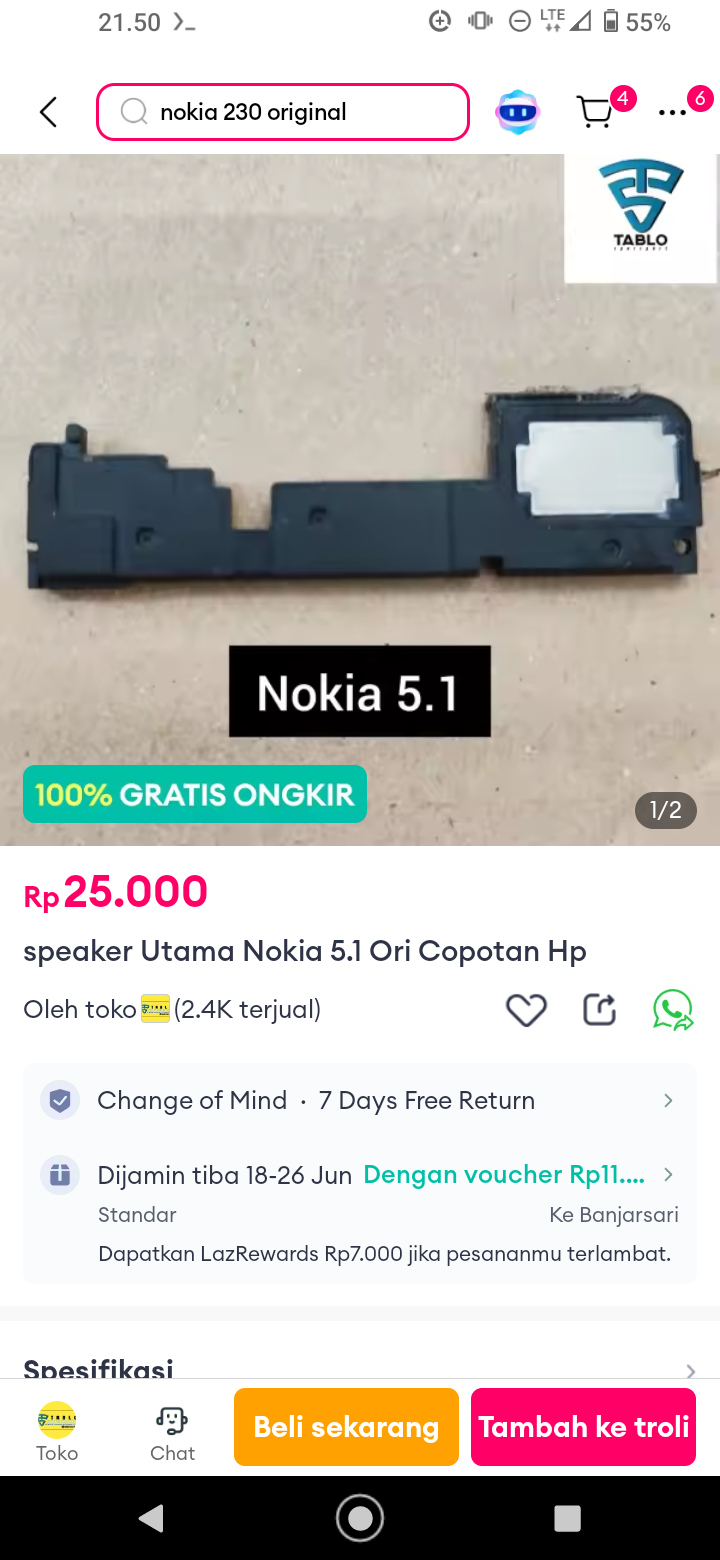 21.50
LTE
55%
nokia 230 original
4
6
TABLO
Nokia 5.1
100% GRATIS ONGKIR
1/2
Rp25.000
speaker Utama Nokia 5.1 Ori Copotan Hp
Oleh toko (2.4K terjual)
Change of Mind · 7 Days Free Return
Dijamin tiba 18-26 Jun Dengan voucher Rp11....
Standar Ke Banjarsari
Dapatkan LazRewards Rp7.000 jika pesananmu terlambat.
Spesifikasi
Toko
Chat
Beli sekarang
Tambah ke troli